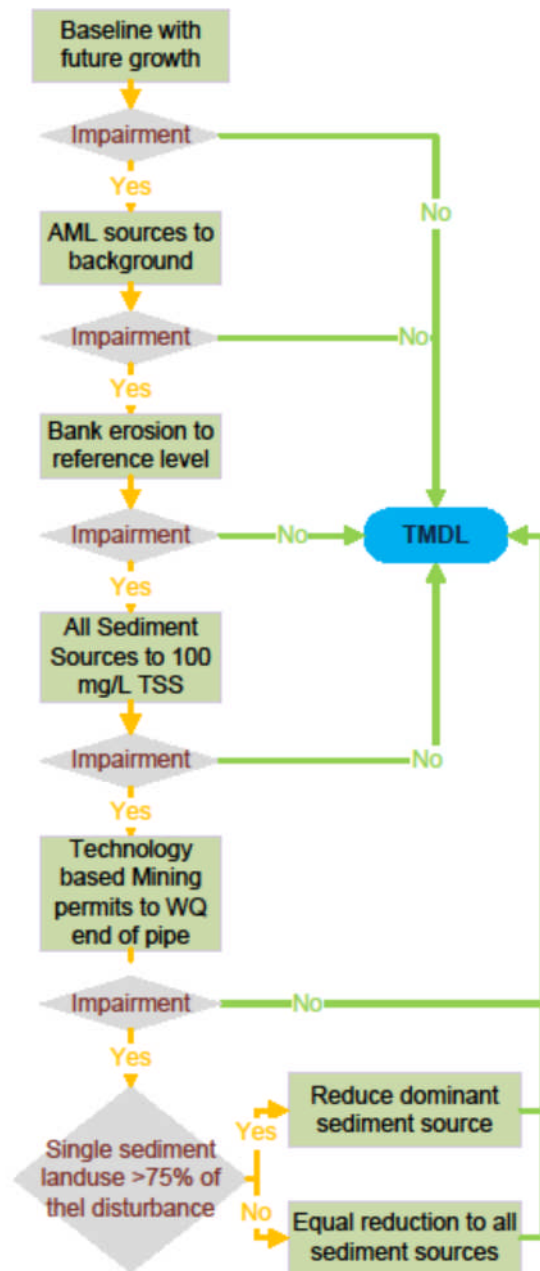 Baseline with
future growth
Impairment
No
Yes
AML sources to
background
Impairment
No
Yes
Bank erosion to
reference level
Impairment
No
TMDL
Yes
All Sediment
Sources to 100
mg/L TSS
Impairment
No
Yes
Technology
based Mining
permits to WQ
end of pipe
Impairment
No
Yes
Single sediment
landuse >75% of
thel disturbance
Yes
Reduce dominant
sediment source
No
Equal reduction to all
sediment sources